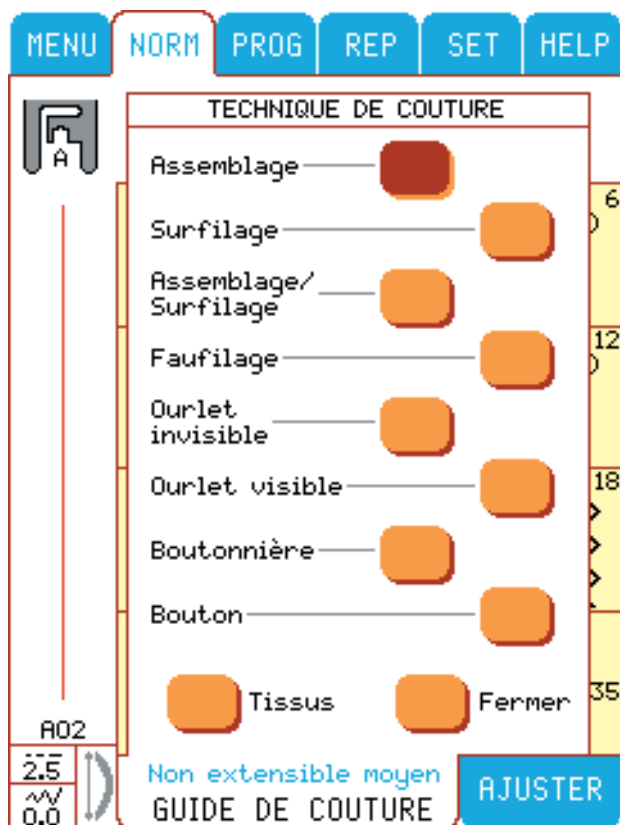 MENU NORM PROG REP SET HELP
TECHNIQUE DE COUTURE
A
Assemblage
6
Surfilage
Assemblage/
Surfilage
12
Faufilage
Ourlet
invisible
18
Ourlet visible
Boutonnière
Bouton
35
Tissus Fermer
A02
2.5
0.0
Non extensible moyen
GUIDE DE COUTURE
AJUSTER